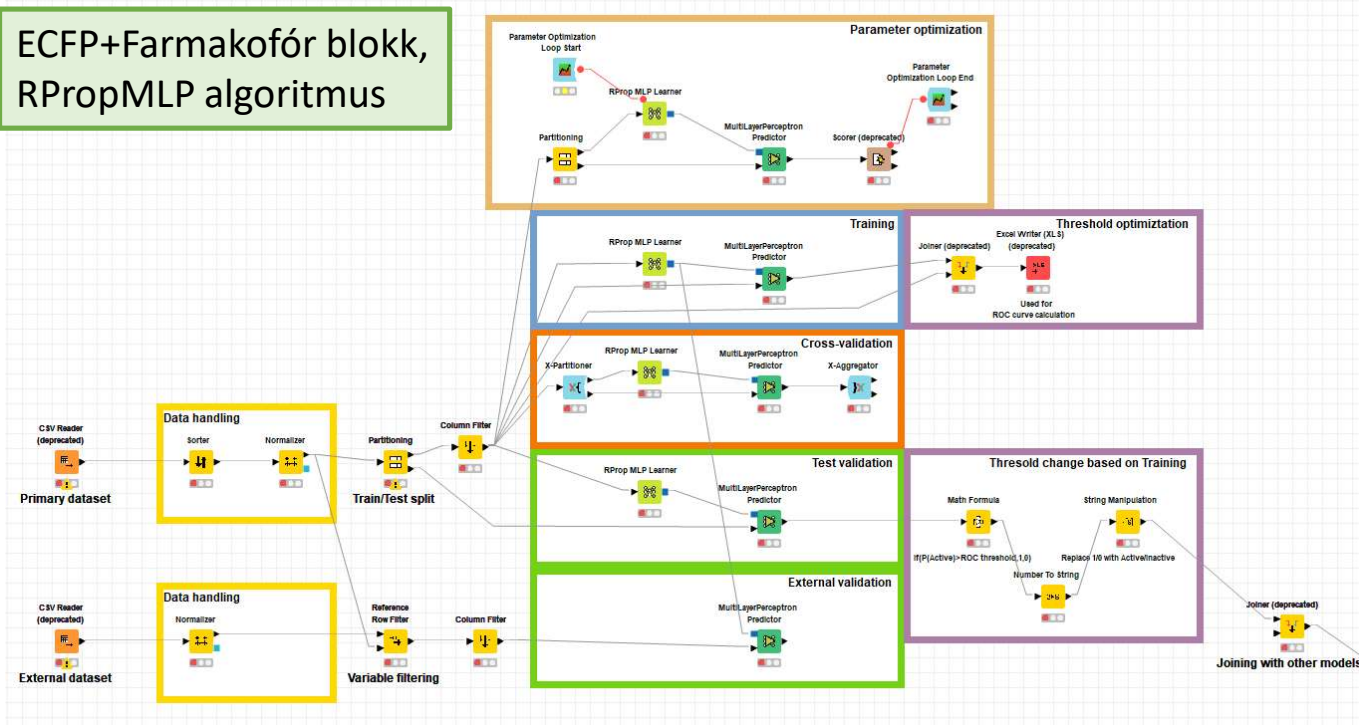 ECFP+Farmakofór blokk,
RPropMLP algoritmus
Parameter optimization
Parameter Optimization
Loop Start
RProp MLP Learner
Parameter
Optimization Loop End
Partitioning
MultiLayerPerceptron
Predictor
Scorer (deprecated)
Training
RProp MLP Learner
MultiLayerPerceptron
Predictor
Threshold optimiztation
Joiner (deprecated)
Excel Writer (XLS)
(deprecated)
Used for
ROC curve calculation
Cross-validation
X-Partitioner
RProp MLP Learner
MultiLayerPerceptron
Predictor
X-Aggregator
CSV Reader
(deprecated)
Primary dataset
Data handling
Sorter
Normalizer
Partitioning
Train/Test split
Column Filter
Test validation
RProp MLP Learner
MultiLayerPerceptron
Predictor
Thresold change based on Training
Math Formula
if(P(Active)>ROC threshold,1,0)
Number To String
String Manipulation
Replace 1/0 with Active/Inactive
External validation
MultiLayerPerceptron
Predictor
CSV Reader
(deprecated)
External dataset
Data handling
Normalizer
Reference
Row Filter
Variable filtering
Column Filter
Joiner (deprecated)
Joining with other models